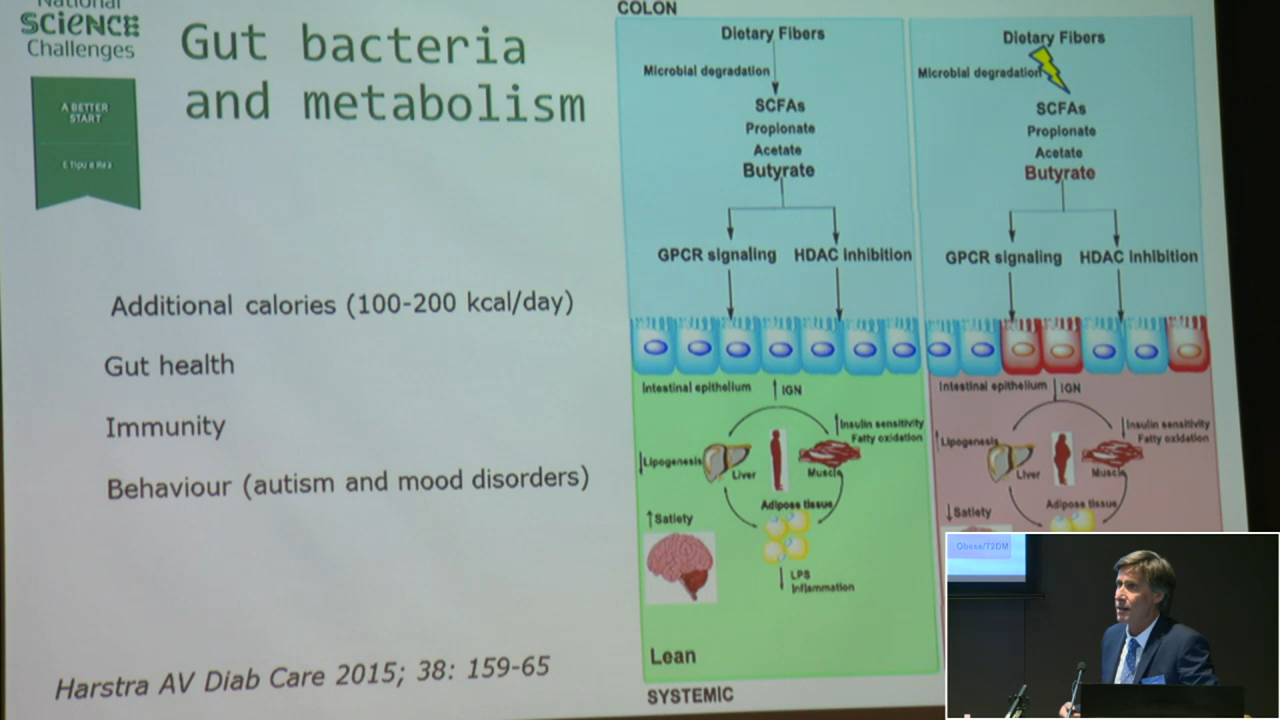 National
SCIENCE
Challenges
A BETTER
START
E Tipu e Rea
Gut bacteria
and metabolism
Additional calories (100-200 kcal/day)
Gut health
Immunity
Behaviour (autism and mood disorders)
Harstra AV Diab Care 2015; 38: 159-65
COLON
Dietary Fibers
Microbial degradation
SCFAs
Propionate
Acetate
Butyrate
GPCR signaling
HDAC Inhibition
Intestinal epithelium
↑ IGN
↑Insulin sensitivity
Fatty oxidation
↓Lipogenesis
Liver
Muscle
Adipose tissue
↑Satiety
↓ LPS
Inflammation
Lean
SYSTEMIC
Dietary Fibers
Microbial degradation
SCFAs
Propionate
Acetate
Butyrate
GPCR signaling
HDAC Inhibition
Intestinal epithelium
↓IGN
↓Insulin sensitivity
Fatty oxidation
↑Lipogenesis
Liver
Muscle
Adipose tissue
↓Satiety
Obese/T2DM